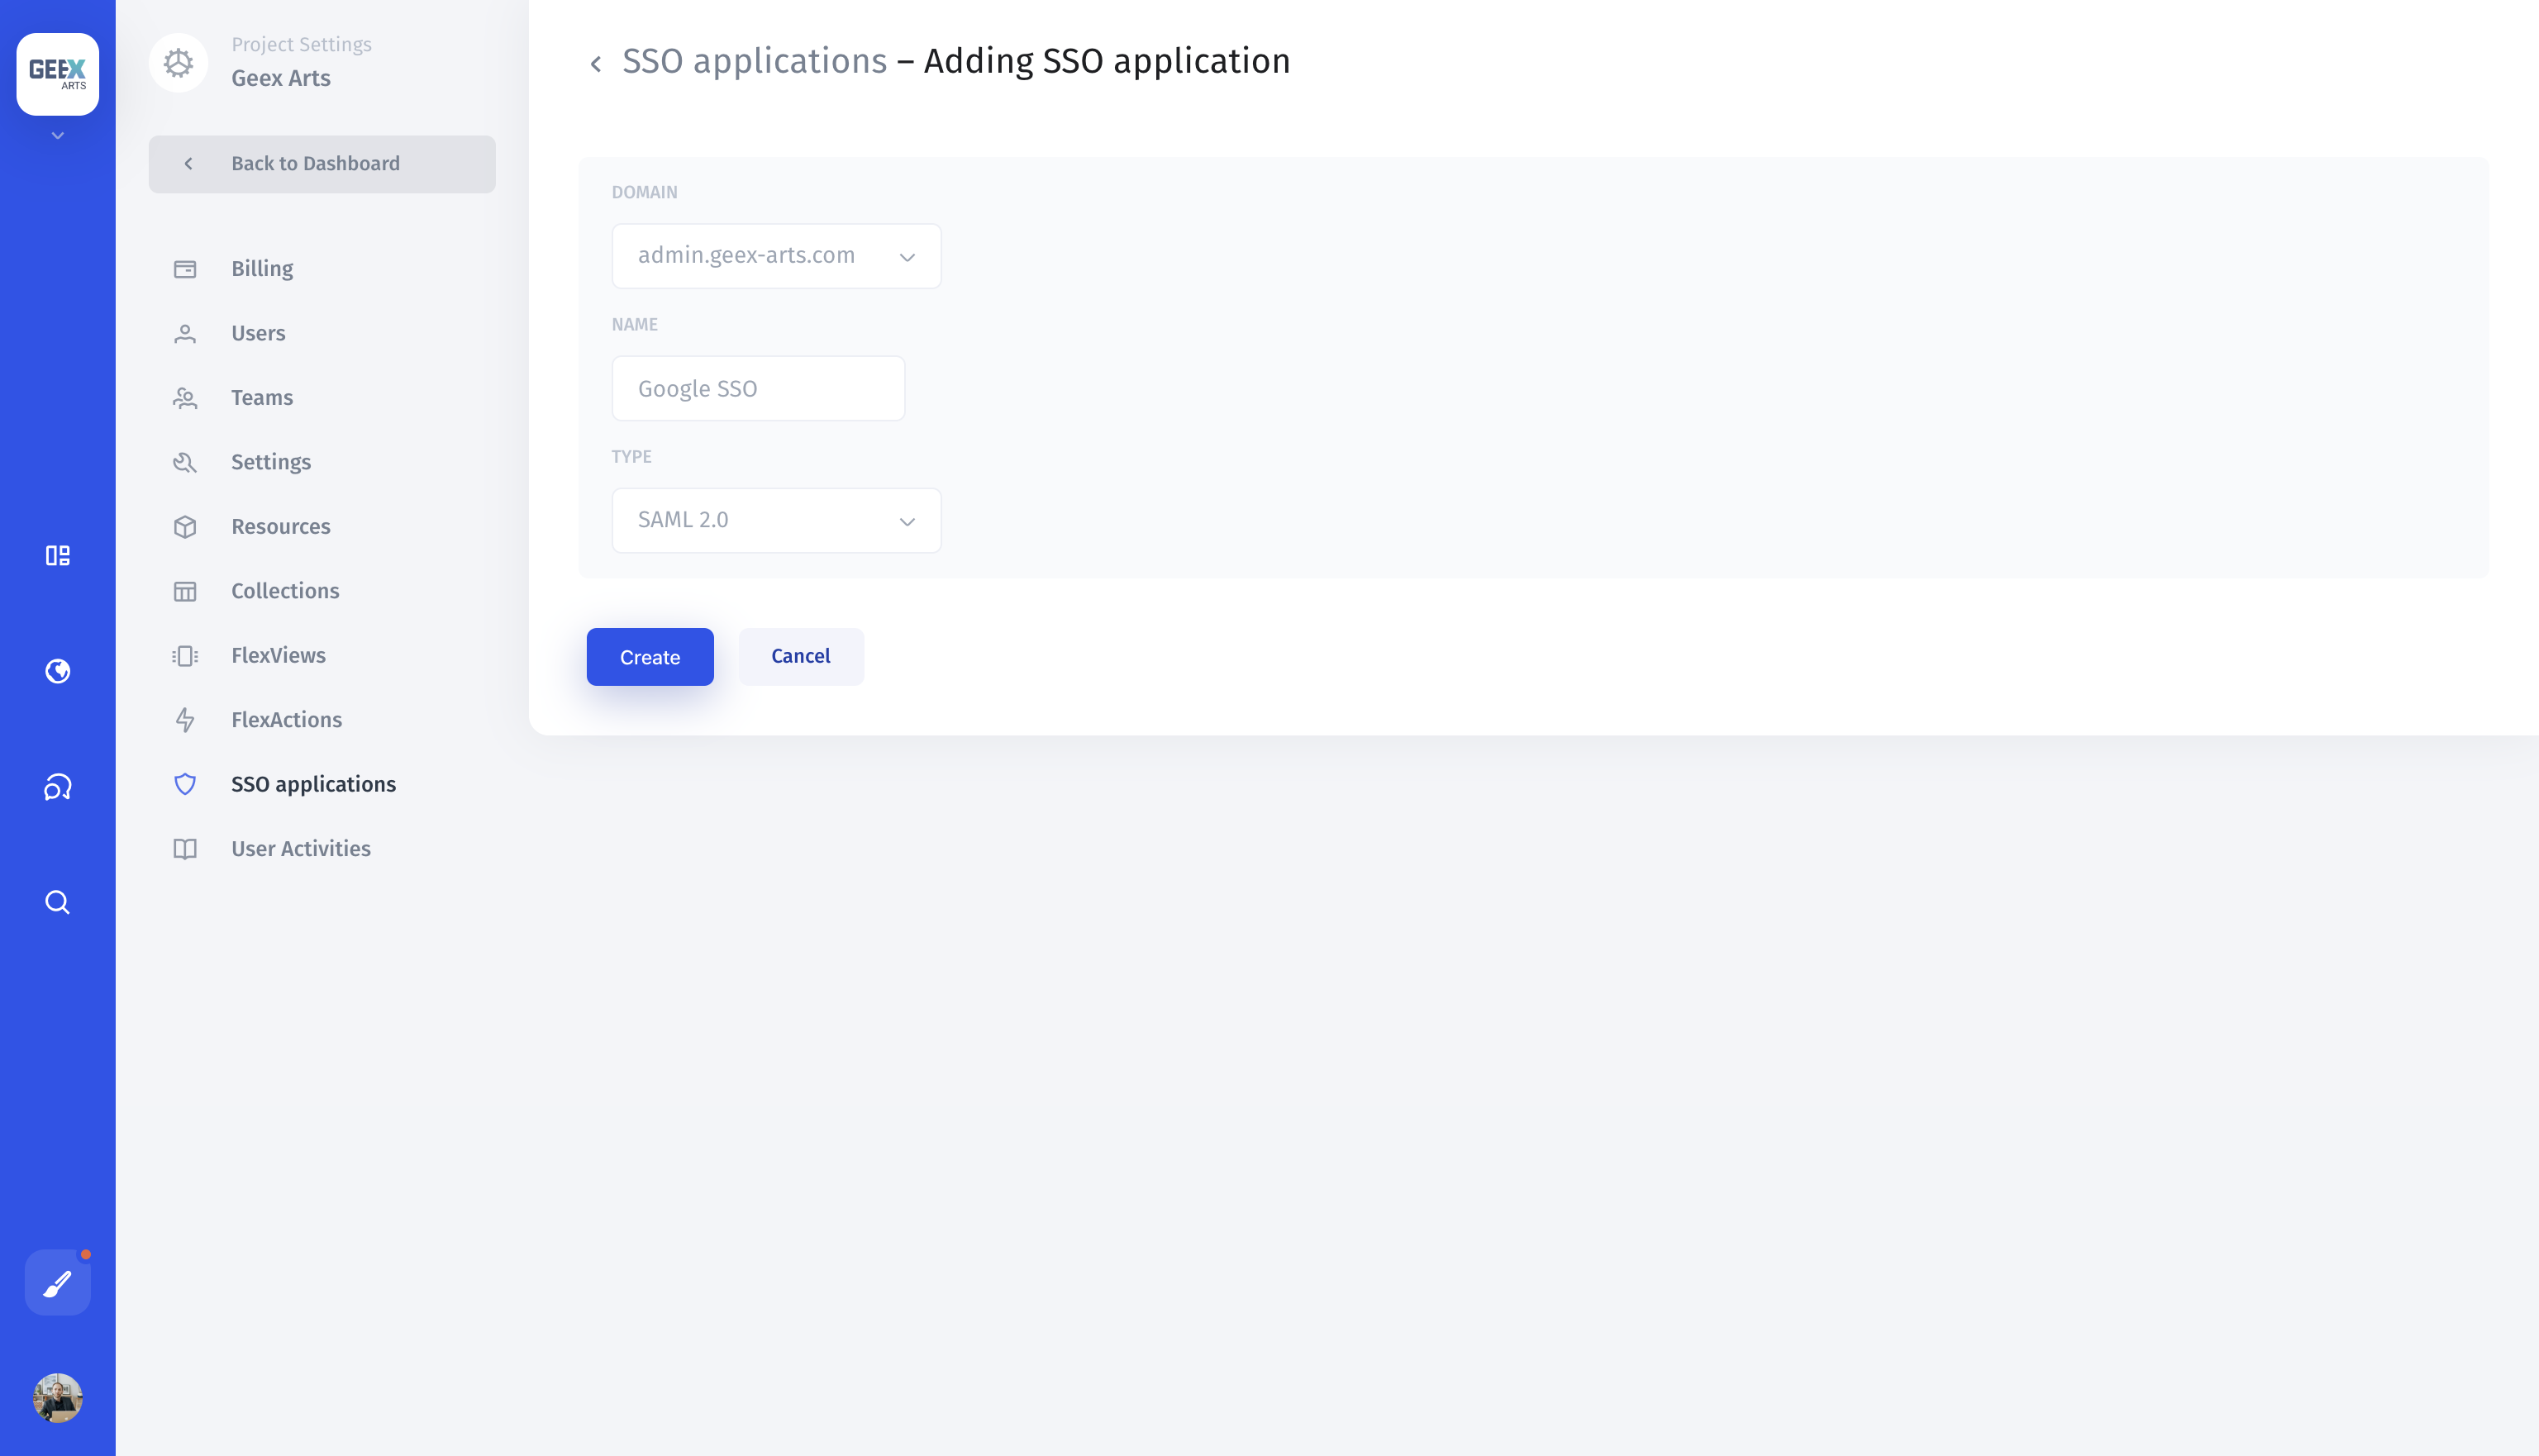 GEEX
ARTS
Project Settings
Geex Arts
Back to Dashboard
Billing
Users
Teams
Settings
Resources
Collections
FlexViews
FlexActions
SSO applications
User Activities
SSO applications – Adding SSO application
DOMAIN
admin.geex-arts.com
NAME
Google SSO
TYPE
SAML 2.0
Create
Cancel